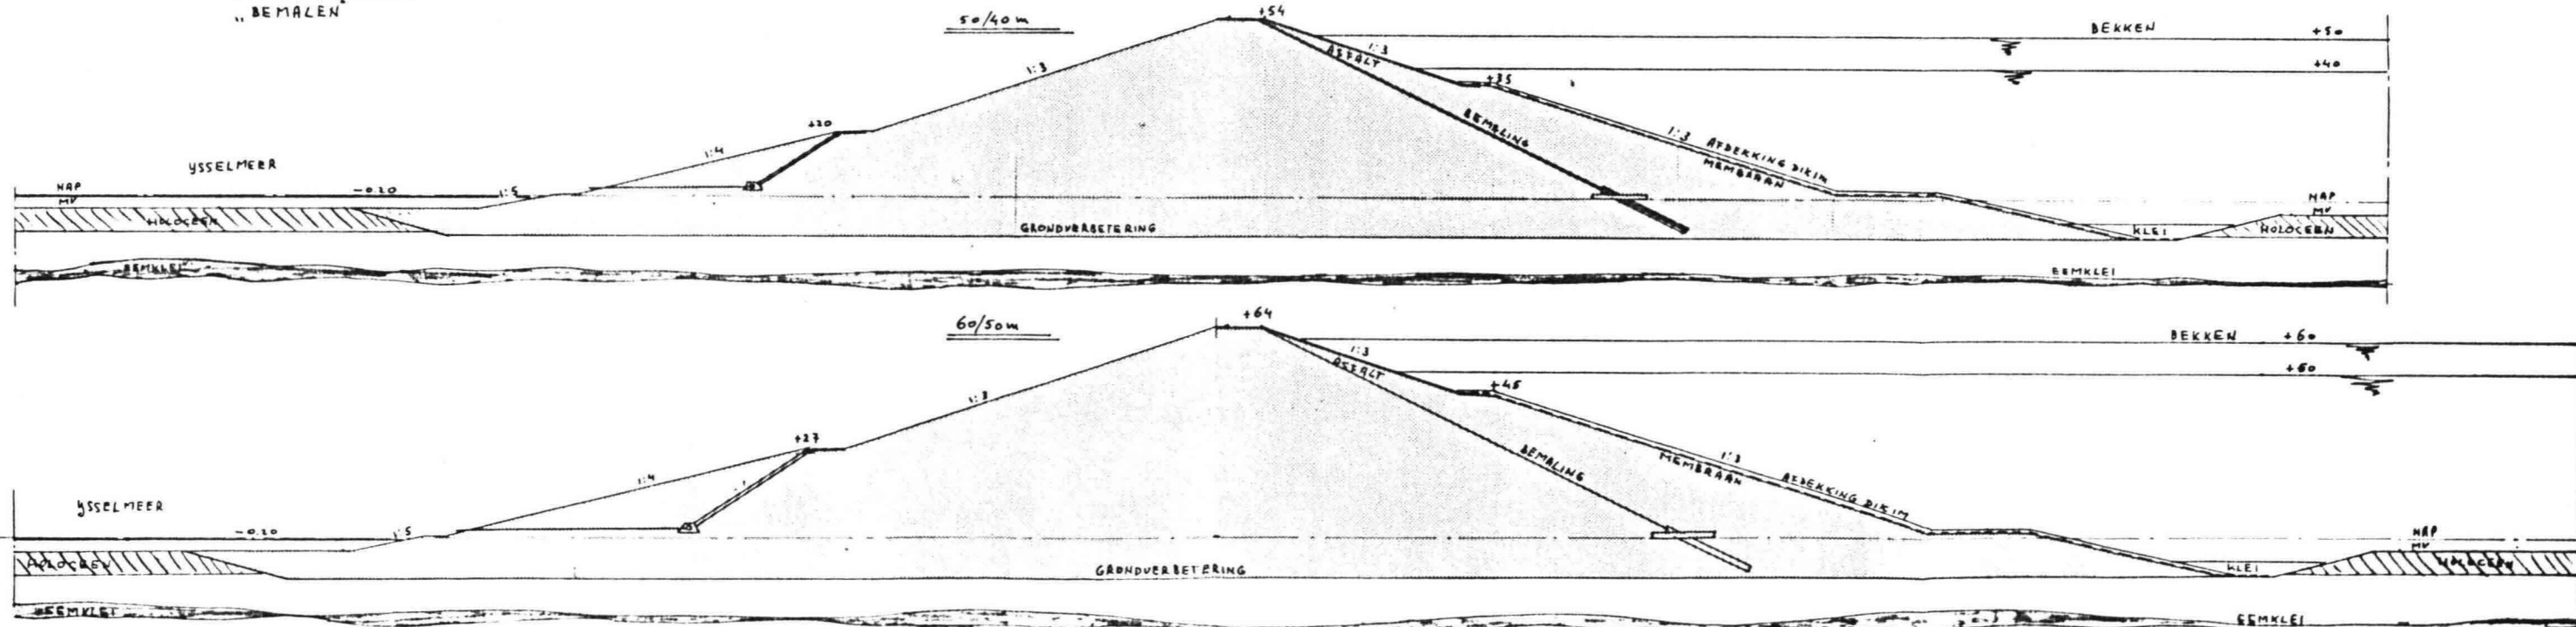 „BEMALEN"
50/40m
+54
BEKKEN
+50
+40
1:3
ASFALT
+35
1:3
BEMALING
1:3 AFDEKKING DIK 1M
MEMBRAAN
+20
1:4
YSSELMEER
NAP
-0.20
1:5
MV
HOLOCEEN
GRONDVERBETERING
NAP
MV
KLEI
HOLOCEEN
EEMKLEI
EEMKLEI
60/50m
+64
BEKKEN +60
1:3
ASFALT
+45
1:3
+27
BEMALING
1:3
MEMBRAAN
AFDEKKING DIK 1M
1:4
YSSELMEER
-0.20
1:5
NAP
MV
HOLOCEEN
GRONDVERBETERING
KLEI
HOLOCEEN
EEMKLEI
EEMKLEI